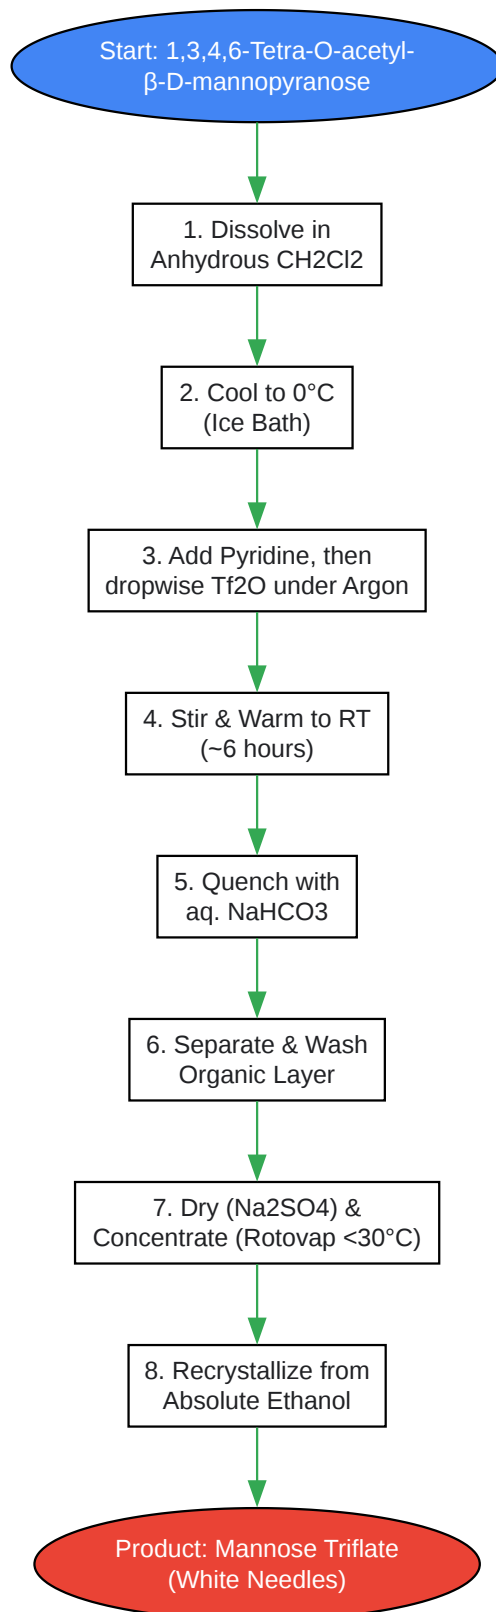 Start: 1,3,4,6-Tetra-O-acetyl-
β-D-mannopyranose
1. Dissolve in
Anhydrous CH2Cl2
2. Cool to 0°C
(Ice Bath)
3. Add Pyridine, then
dropwise Tf2O under Argon
4. Stir & Warm to RT
(~6 hours)
5. Quench with
aq. NaHCO3
6. Separate & Wash
Organic Layer
7. Dry (Na2SO4) &
Concentrate (Rotovap <30°C)
8. Recrystallize from
Absolute Ethanol
Product: Mannose Triflate
(White Needles)